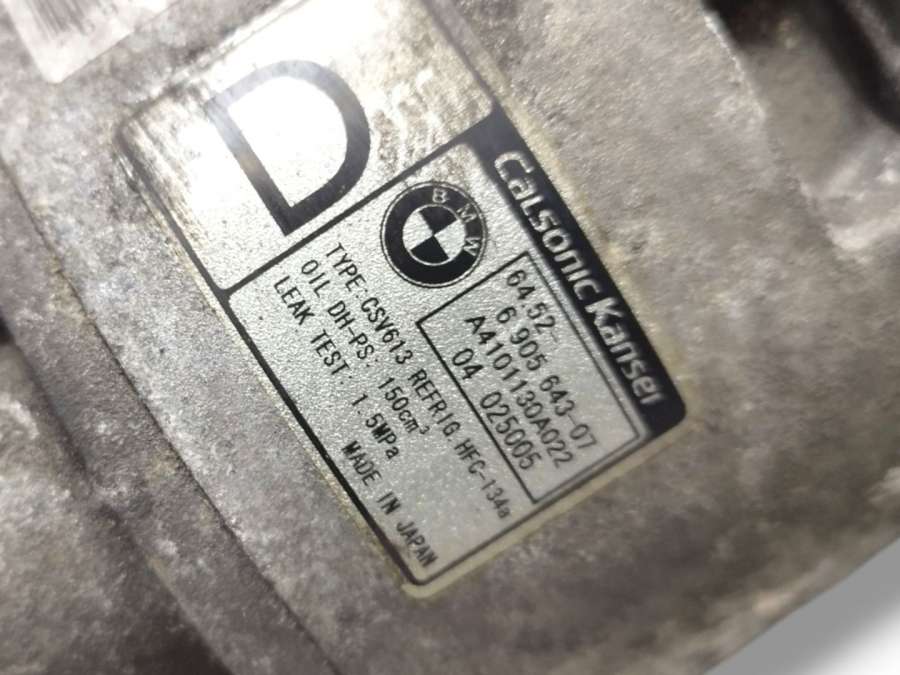 D
Calsonic Kansei
BMW
64.52-
6 905 643-07
A4101130A022
04 025005
TYPE:CSV613 REFRIG.HFC-134a
OIL DH-PS: 150cm³
LEAK TEST: 1.5MPa
MADE IN JAPAN